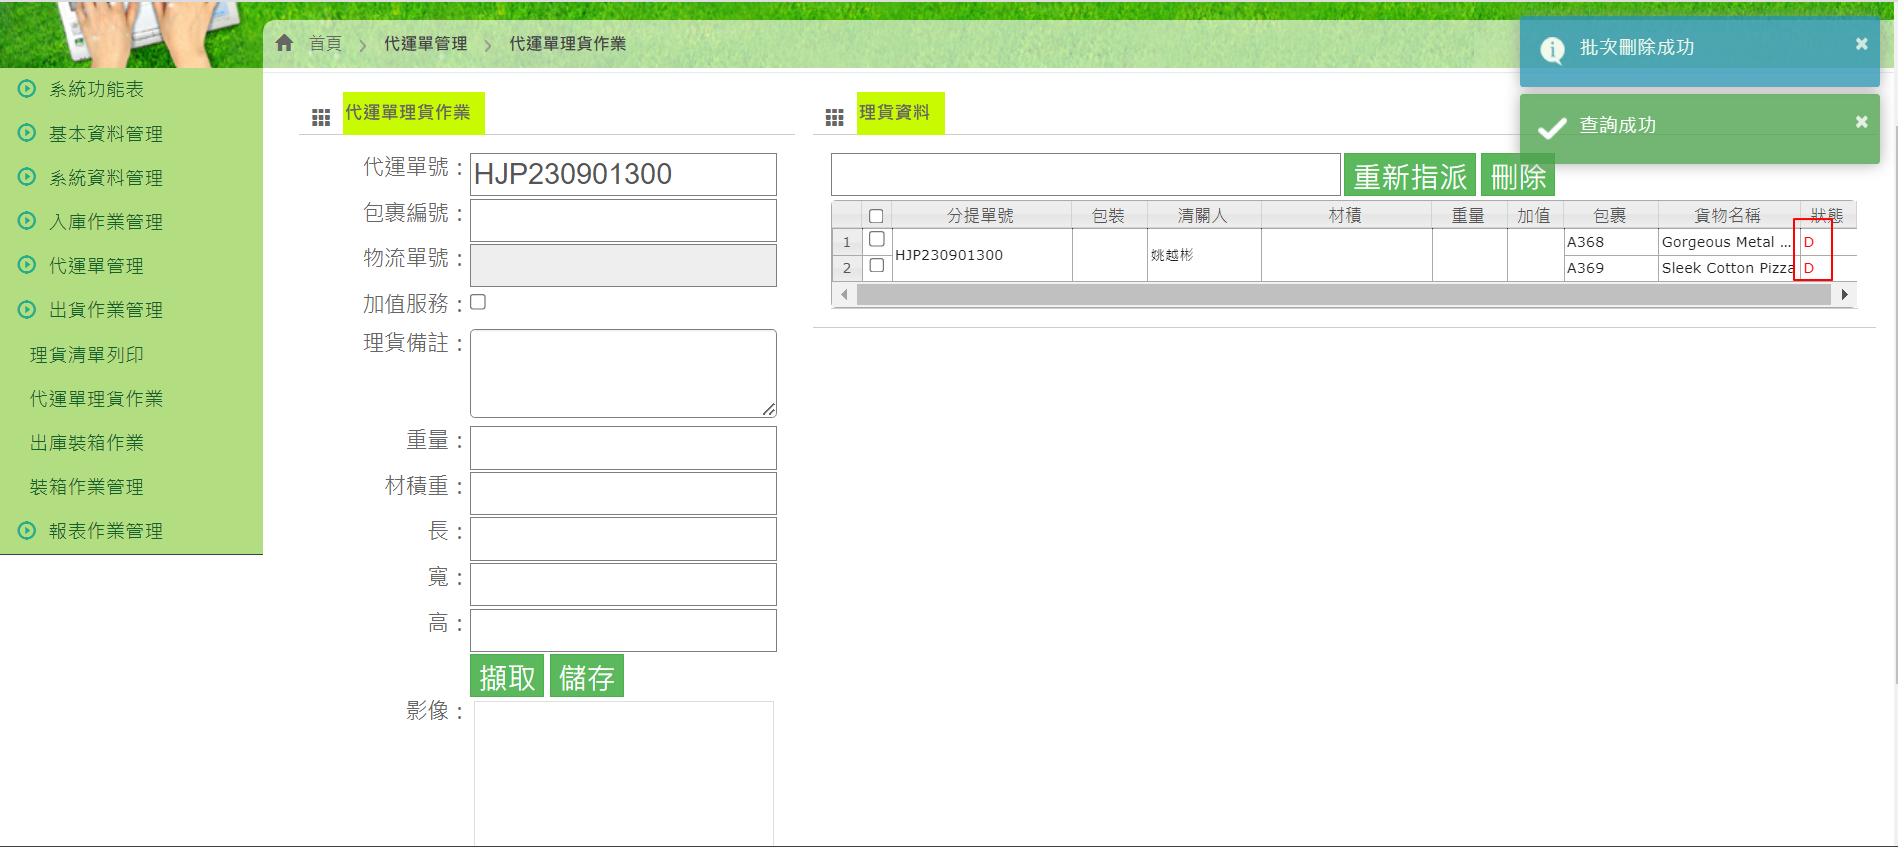 首頁 > 代運單管理 > 代運單理貨作業
批次刪除成功 ×
查詢成功 ×
系統功能表
基本資料管理
系統資料管理
入庫作業管理
代運單管理
出貨作業管理
理貨清單列印
代運單理貨作業
出庫裝箱作業
裝箱作業管理
報表作業管理
代運單理貨作業
代運單號：HJP230901300
包裹編號：
物流單號：
加值服務：
理貨備註：
重量：
材積重：
長：
寬：
高：
擷取 儲存
影像：
理貨資料
重新指派 刪除
分提單號 包裝 清關人 材積 重量 加值 包裹 貨物名稱 狀態
1 HJP230901300 姚越彬 A368 Gorgeous Metal ... D
2 A369 Sleek Cotton Pizza D